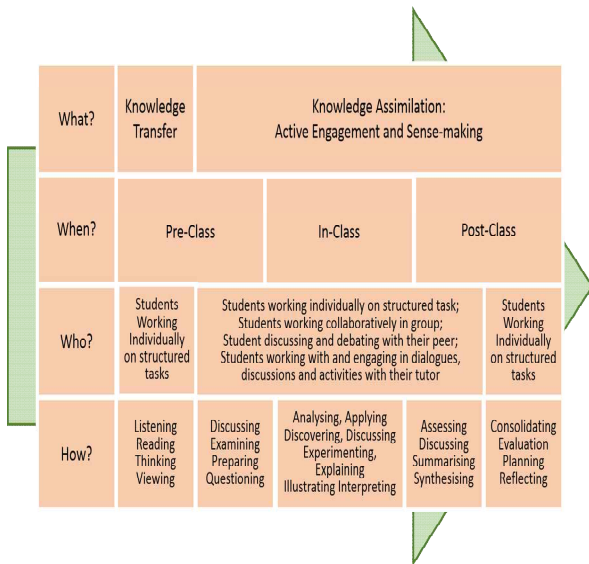 What?
Knowledge
Transfer
Knowledge Assimilation:
Active Engagement and Sense-making
When?
Pre-Class
In-Class
Post-Class
Who?
Students
Working
Individually
on structured
tasks
Students working individually on structured task;
Students working collaboratively in group;
Student discussing and debating with their peer;
Students working with and engaging in dialogues,
discussions and activities with their tutor
Students
Working
Individually
on structured
tasks
How?
Listening
Reading
Thinking
Viewing
Discussing
Examining
Preparing
Questioning
Analysing, Applying
Discovering, Discussing
Experimenting,
Explaining
Illustrating Interpreting
Assessing
Discussing
Summarising
Synthesising
Consolidating
Evaluation
Planning
Reflecting